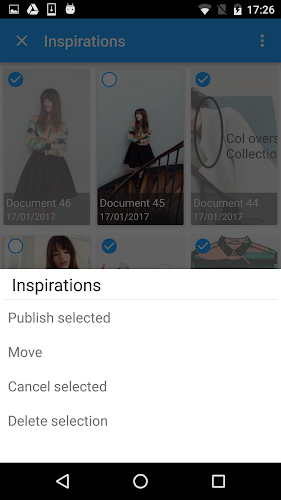 17:26
Inspirations
Document 46
17/01/2017
Document 45
17/01/2017
Col overs
Collectio
Document 44
17/01/2017
Inspirations
Publish selected
Move
Cancel selected
Delete selection